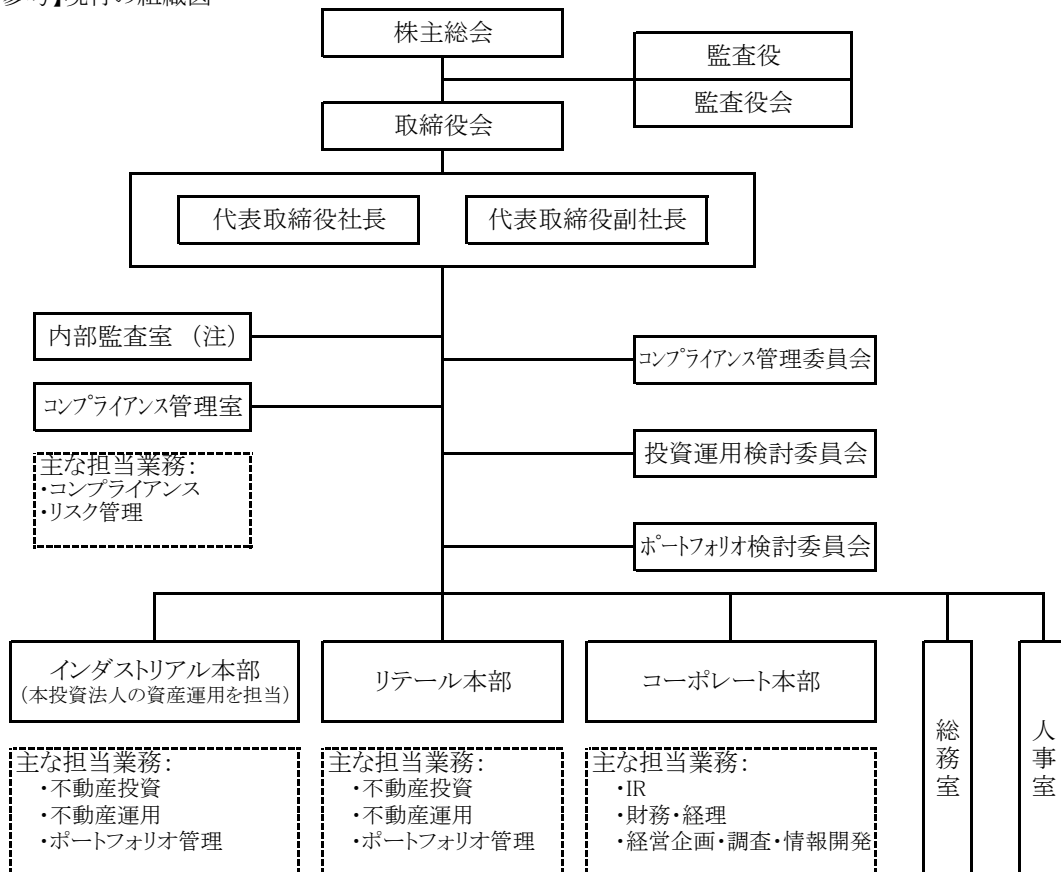 参考】現行の組織図
株主総会
監査役
監査役会
取締役会
代表取締役社長
代表取締役副社長
内部監査室 (注)
コンプライアンス管理委員会
コンプライアンス管理室
主な担当業務:
・コンプライアンス
・リスク管理
投資運用検討委員会
ポートフォリオ検討委員会
インダストリアル本部
(本投資法人の資産運用を担当)
主な担当業務:
・不動産投資
・不動産運用
・ポートフォリオ管理
リテール本部
主な担当業務:
・不動産投資
・不動産運用
・ポートフォリオ管理
コーポレート本部
主な担当業務:
・IR
・財務・経理
・経営企画・調査・情報開発
総務室
人事室